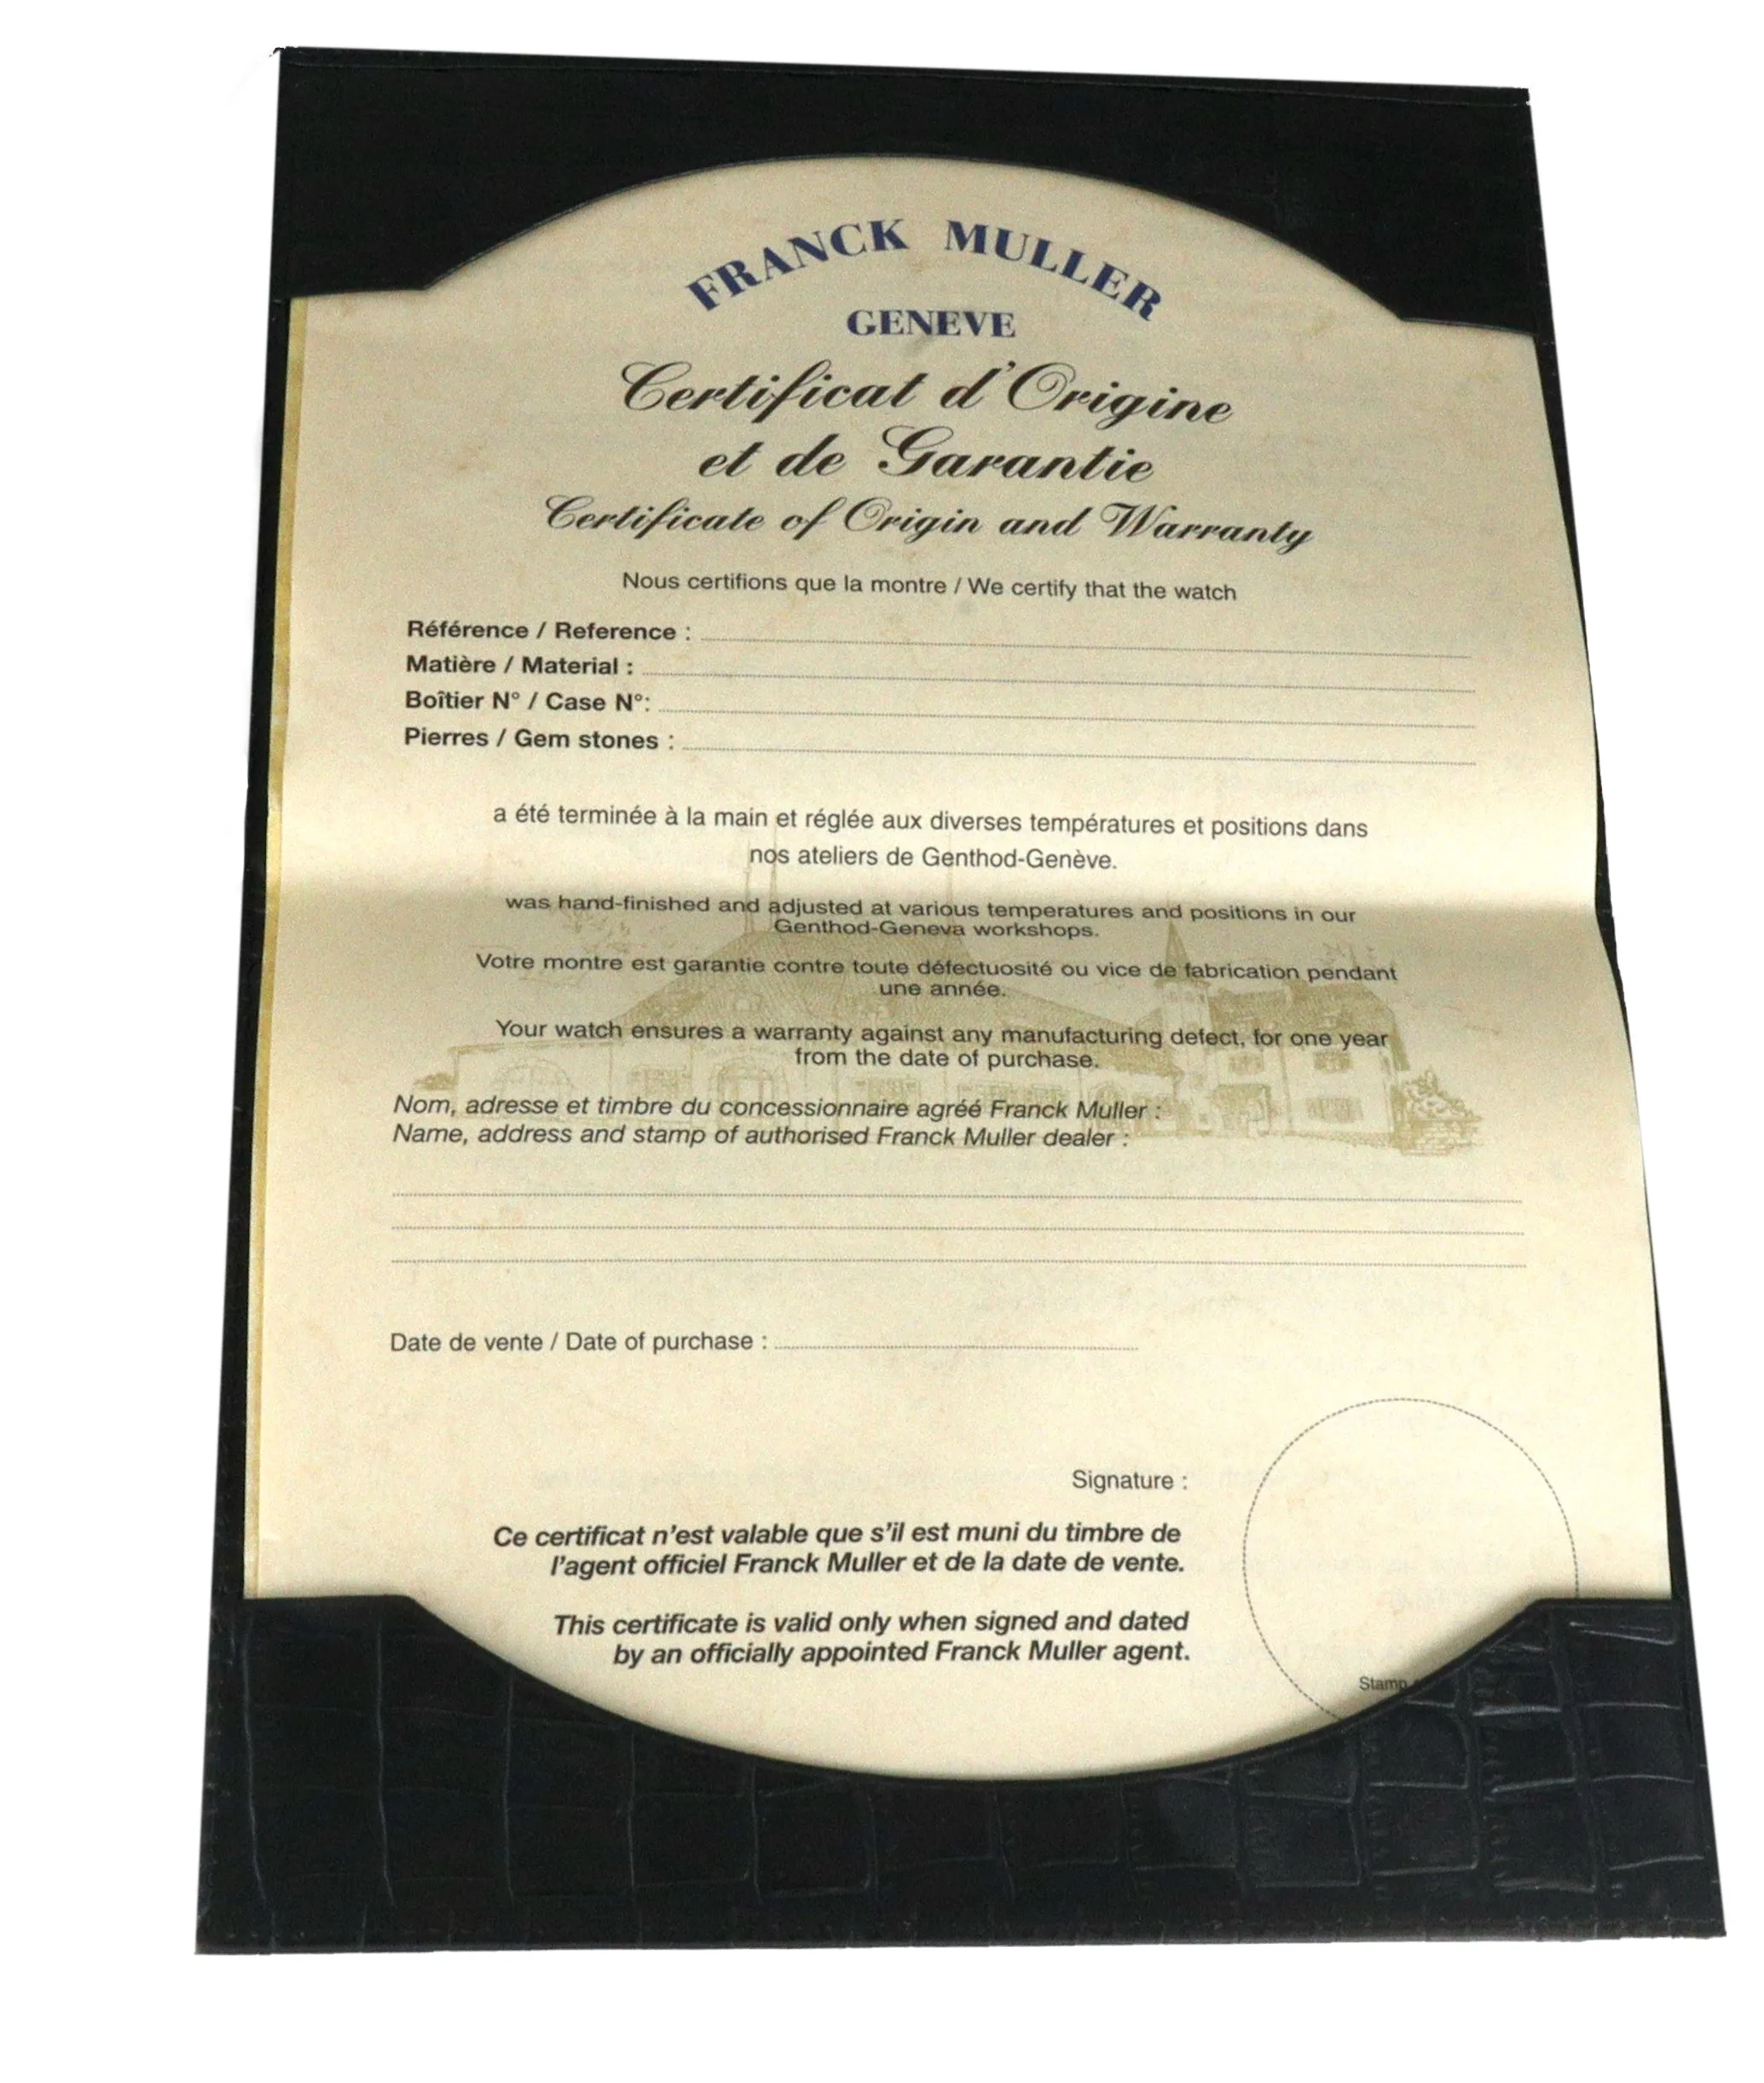 FRANCK MULLER
GENEVE
Certificat d'Origine
et de Garantie
Certificate of Origin and Warranty
Nous certifions que la montre / We certify that the watch
Référence / Reference :
Matière / Material :
Boîtier N° / Case N°:
Pierres / Gem stones :
a été terminée à la main et réglée aux diverses températures et positions dans
nos ateliers de Genthod-Genève.
was hand-finished and adjusted at various temperatures and positions in our
Genthod-Geneva workshops.
Votre montre est garantie contre toute défectuosité ou vice de fabrication pendant
une année.
Your watch ensures a warranty against any manufacturing defect, for one year
from the date of purchase.
Nom, adresse et timbre du concessionnaire agréé Franck Muller :
Name, address and stamp of authorised Franck Muller dealer :
Date de vente / Date of purchase :
Signature :
Ce certificat n'est valable que s'il est muni du timbre de
l'agent officiel Franck Muller et de la date de vente.
This certificate is valid only when signed and dated
by an officially appointed Franck Muller agent.
Stamp